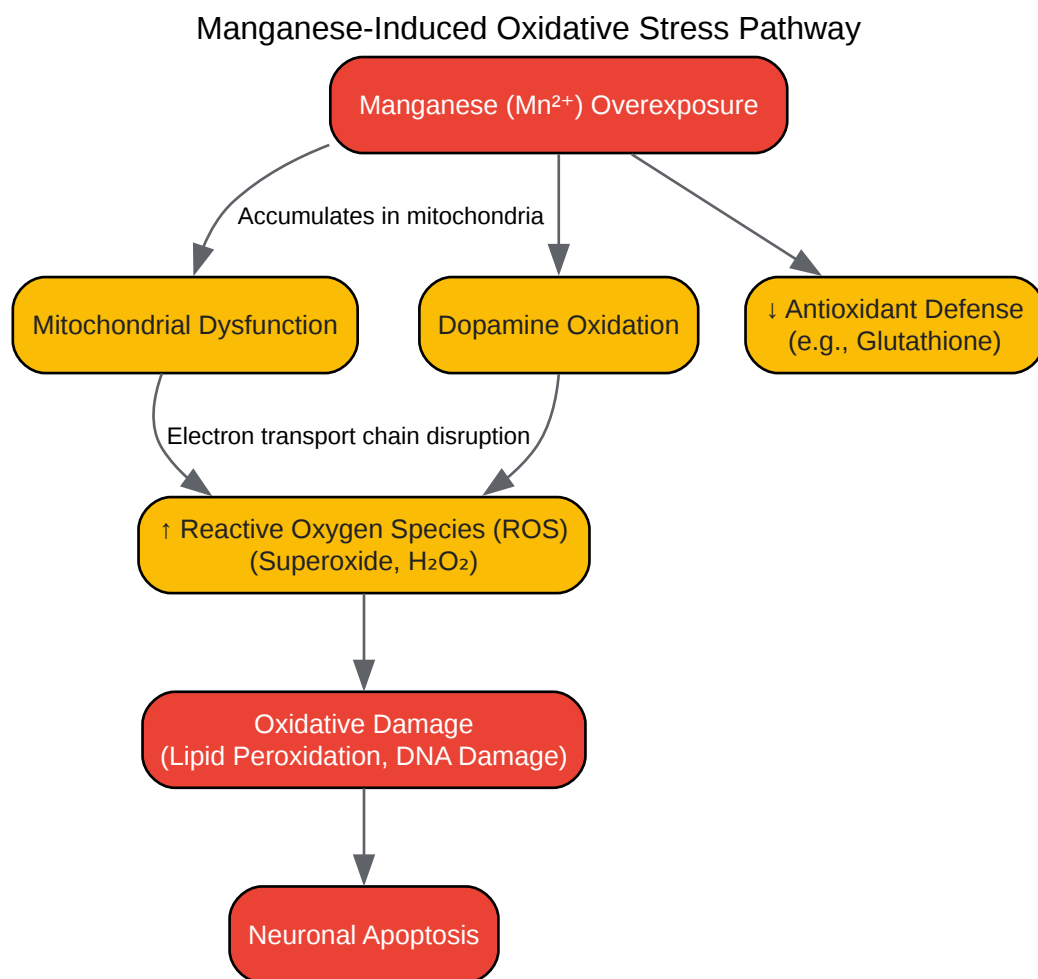 Manganese-Induced Oxidative Stress Pathway
Manganese (Mn²⁺) Overexposure
Accumulates in mitochondria
Mitochondrial Dysfunction
Dopamine Oxidation
↓ Antioxidant Defense
(e.g., Glutathione)
Electron transport chain disruption
↑ Reactive Oxygen Species (ROS)
(Superoxide, H₂O₂)
Oxidative Damage
(Lipid Peroxidation, DNA Damage)
Neuronal Apoptosis